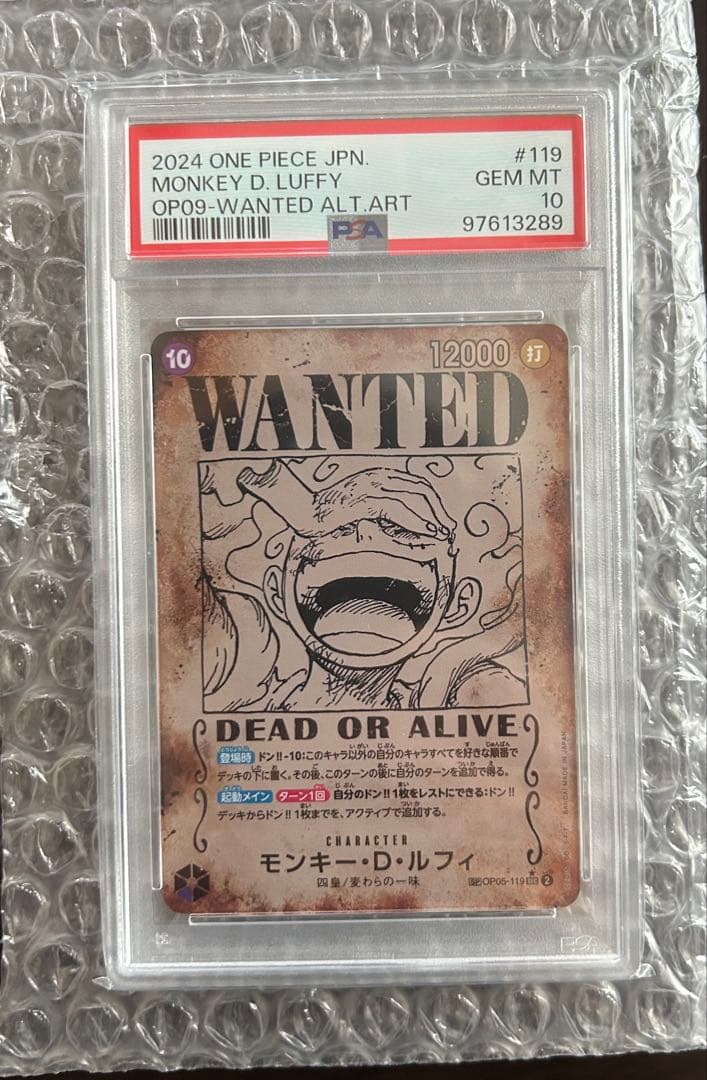 2024 ONE PIECE JPN. #119
MONKEY D. LUFFY GEM MT
OP09-WANTED ALT.ART 10
PSA 97613289
10 12000 打
WANTED
DEAD OR ALIVE
登場時 ドン!!-10:このキャラ以外の自分のキャラすべてを好きな順番で
デッキの下に置く。その後、このターンの後に自分のターンを追加で得る。
起動メイン ターン1回 自分のドン!!1枚をレストにできる:ドン!!
デッキからドン!!1枚までを、アクティブで追加する。
CHARACTER
モンキー・D・ルフィ
四皇/麦わらの一味
OP05-119 SEC 2
BANDAI MADE IN JAPAN
PSA